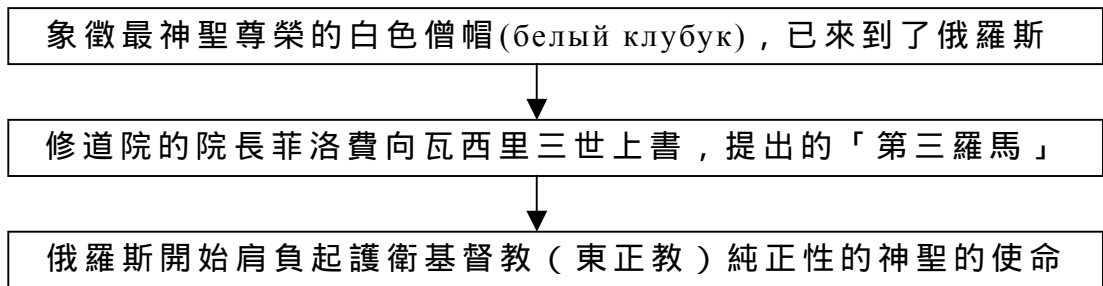 象徵最神聖尊榮的白色僧帽(белый клубук)，已來到了俄羅斯
修道院的院長菲洛費向瓦西里三世上書，提出的「第三羅馬」
俄羅斯開始肩負起護衛基督教（東正教）純正性的神聖的使命